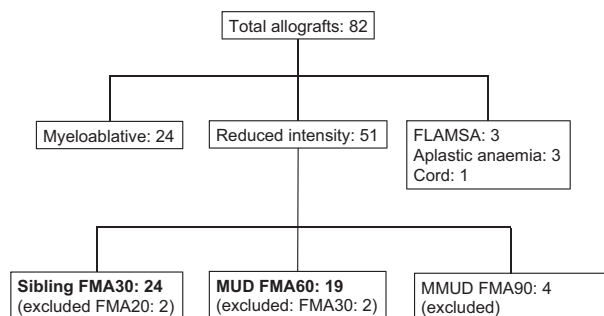 Total allografts: 82
Myeloablative: 24
Reduced intensity: 51
FLAMSA: 3
Aplastic anaemia: 3
Cord: 1
Sibling FMA30: 24
(excluded FMA20: 2)
MUD FMA60: 19
(excluded: FMA30: 2)
MMUD FMA90: 4
(excluded)